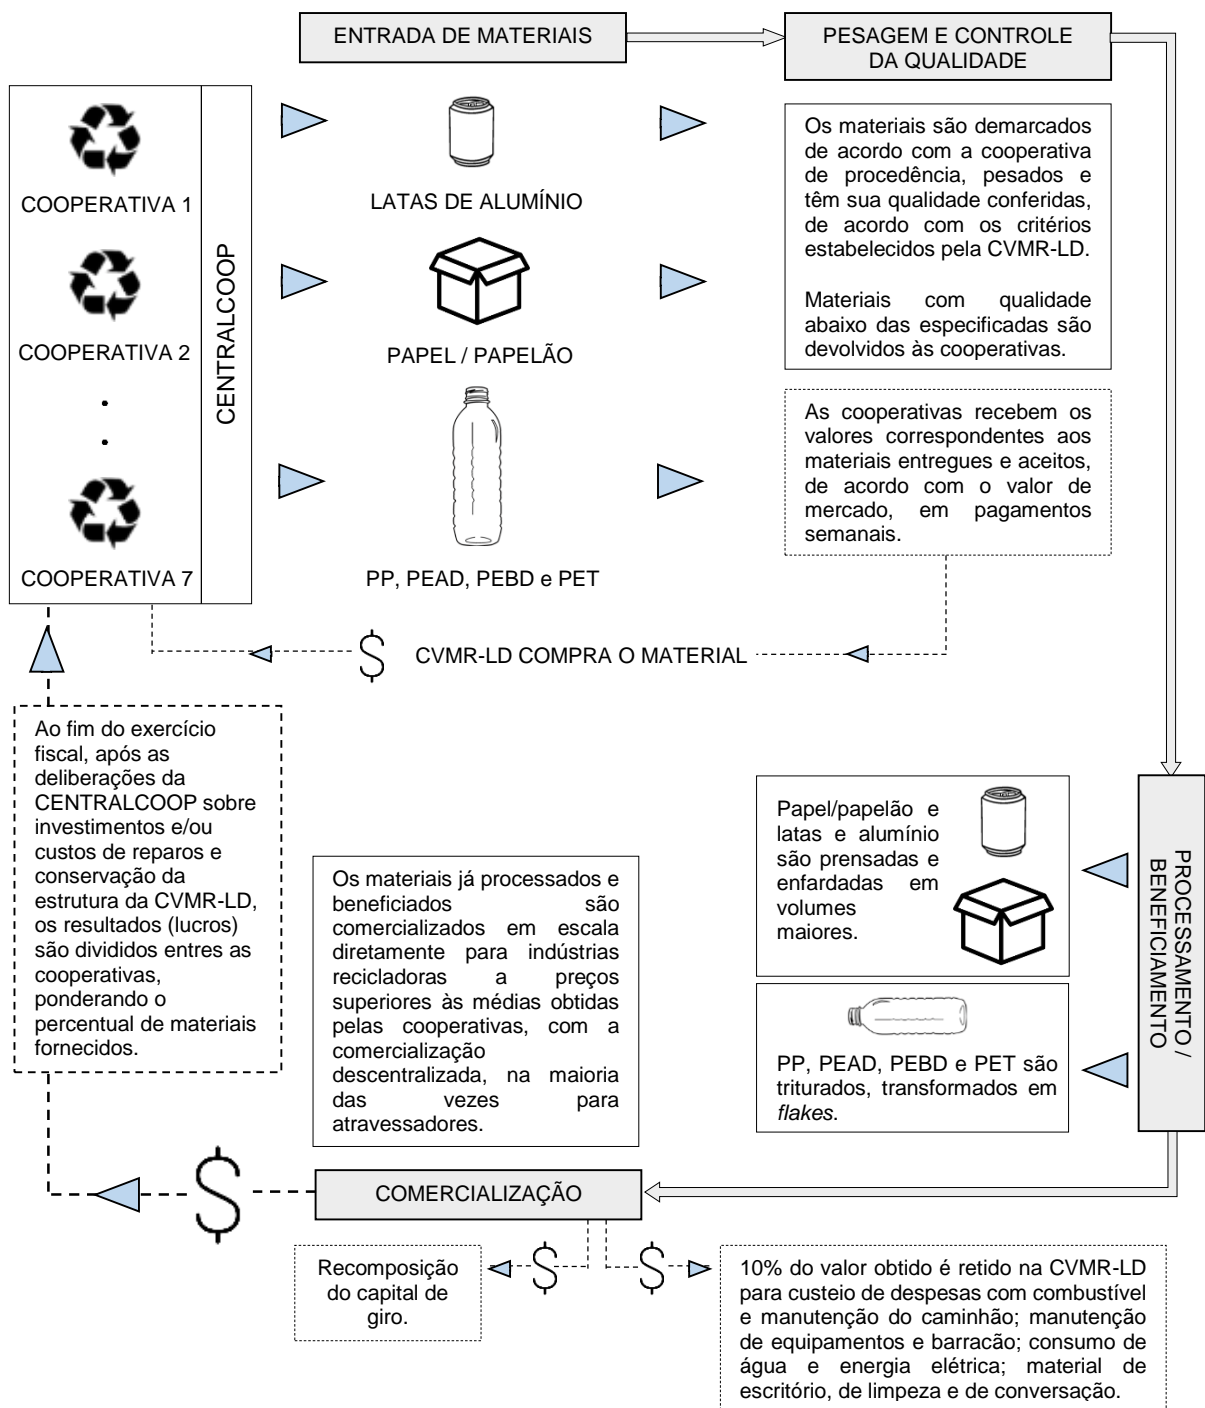 ENTRADA DE MATERIAIS
PESAGEM E CONTROLE
DA QUALIDADE
COOPERATIVA 1
COOPERATIVA 2
.
.
COOPERATIVA 7
CENTRALCOOP
LATAS DE ALUMÍNIO
PAPEL / PAPELÃO
PP, PEAD, PEBD e PET
Os materiais são demarcados
de acordo com a cooperativa
de procedência, pesados e
têm sua qualidade conferidas,
de acordo com os critérios
estabelecidos pela CVMR-LD.
Materiais com qualidade
abaixo das especificadas são
devolvidos às cooperativas.
As cooperativas recebem os
valores correspondentes aos
materiais entregues e aceitos,
de acordo com o valor de
mercado, em pagamentos
semanais.
$ CVMR-LD COMPRA O MATERIAL
PROCESSAMENTO /
BENEFICIAMENTO
Papel/papelão e
latas e alumínio
são prensadas e
enfardadas em
volumes
maiores.
PP, PEAD, PEBD e PET são
triturados, transformados em
flakes.
Os materiais já processados e
beneficiados são
comercializados em escala
diretamente para indústrias
recicladoras a preços
superiores às médias obtidas
pelas cooperativas, com a
comercialização
descentralizada, na maioria
das vezes para
atravessadores.
COMERCIALIZAÇÃO
$
Ao fim do exercício
fiscal, após as
deliberações da
CENTRALCOOP sobre
investimentos e/ou
custos de reparos e
conservação da
estrutura da CVMR-LD,
os resultados (lucros)
são divididos entres as
cooperativas,
ponderando o
percentual de materiais
fornecidos.
$
$
Recomposição
do capital de
giro.
10% do valor obtido é retido na CVMR-LD
para custeio de despesas com combustível
e manutenção do caminhão; manutenção
de equipamentos e barracão; consumo de
água e energia elétrica; material de
escritório, de limpeza e de conversação.